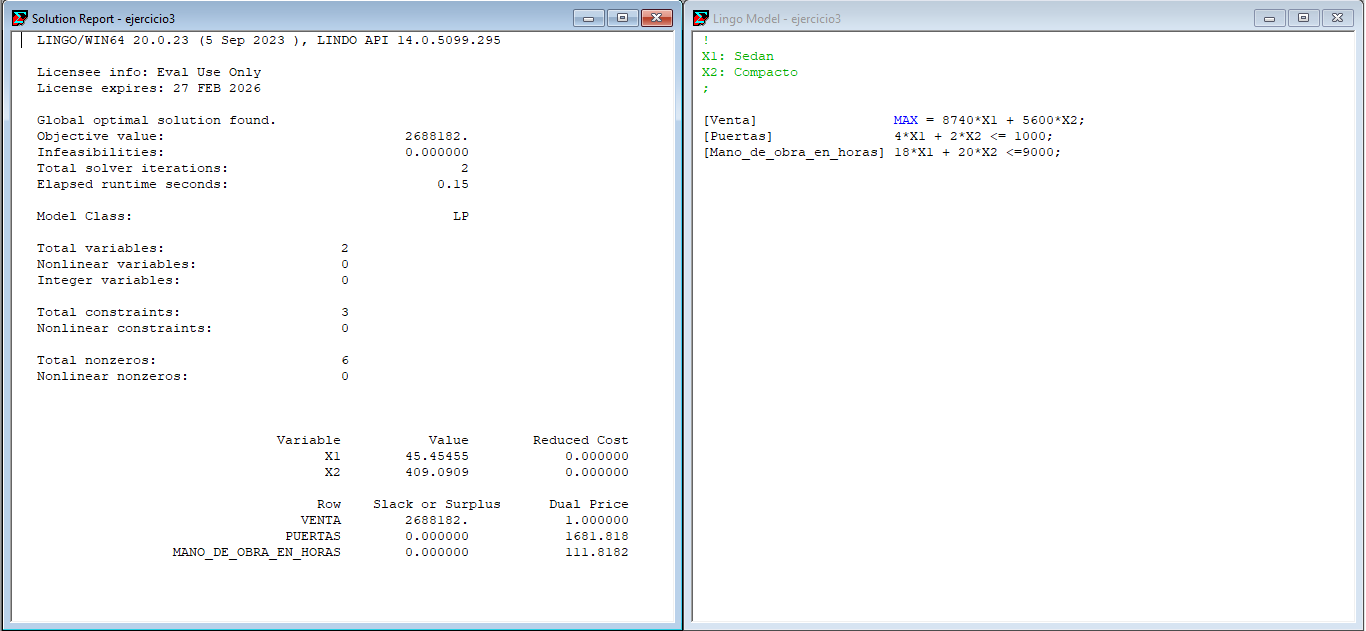 Solution Report - ejercicio3
LINGO/WIN64 20.0.23 (5 Sep 2023 ), LINDO API 14.0.5099.295
Licensee info: Eval Use Only
License expires: 27 FEB 2026
Global optimal solution found.
Objective value: 2688182.
Infeasibilities: 0.000000
Total solver iterations: 2
Elapsed runtime seconds: 0.15
Model Class: LP
Total variables: 2
Nonlinear variables: 0
Integer variables: 0
Total constraints: 3
Nonlinear constraints: 0
Total nonzeros: 6
Nonlinear nonzeros: 0
Variable Value Reduced Cost
X1 45.45455 0.000000
X2 409.0909 0.000000
Row Slack or Surplus Dual Price
VENTA 2688182. 1.000000
PUERTAS 0.000000 1681.818
MANO_DE_OBRA_EN_HORAS 0.000000 111.8182
Lingo Model - ejercicio3
!
X1: Sedan
X2: Compacto
;
[Venta] MAX = 8740*X1 + 5600*X2;
[Puertas] 4*X1 + 2*X2 <= 1000;
[Mano_de_obra_en_horas] 18*X1 + 20*X2 <=9000;